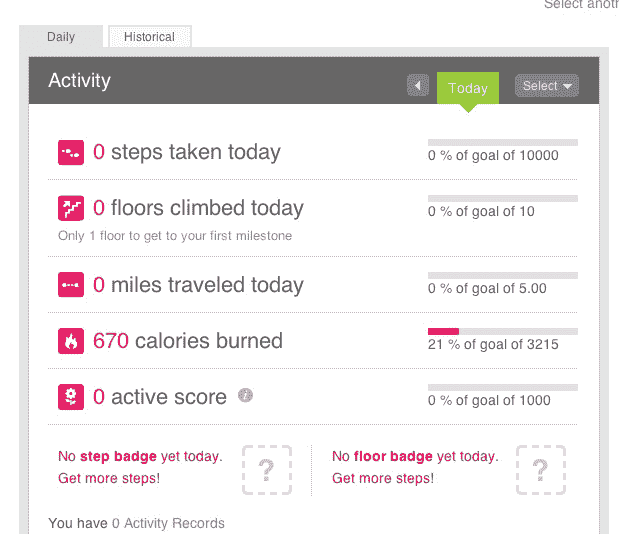 Select anoth
Daily
Historical
Activity
Today
Select
0 steps taken today
0 % of goal of 10000
0 floors climbed today
0 % of goal of 10
Only 1 floor to get to your first milestone
0 miles traveled today
0 % of goal of 5.00
670 calories burned
21 % of goal of 3215
0 active score i
0 % of goal of 1000
No step badge yet today.
Get more steps!
?
No floor badge yet today.
Get more steps!
?
You have 0 Activity Records